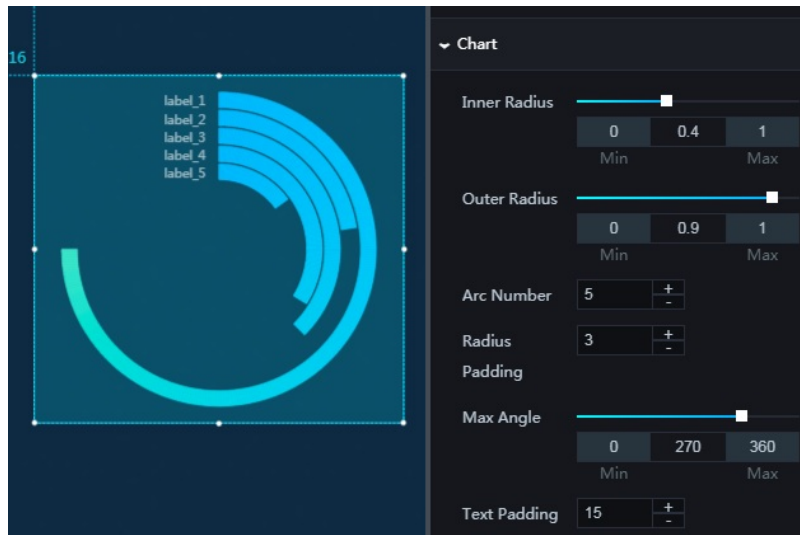 16
label_1
label_2
label_3
label_4
label_5
Chart
Inner Radius
0 0.4 1
Min Max
Outer Radius
0 0.9 1
Min Max
Arc Number 5 + -
Radius Padding 3 + -
Max Angle
0 270 360
Min Max
Text Padding 15 + -